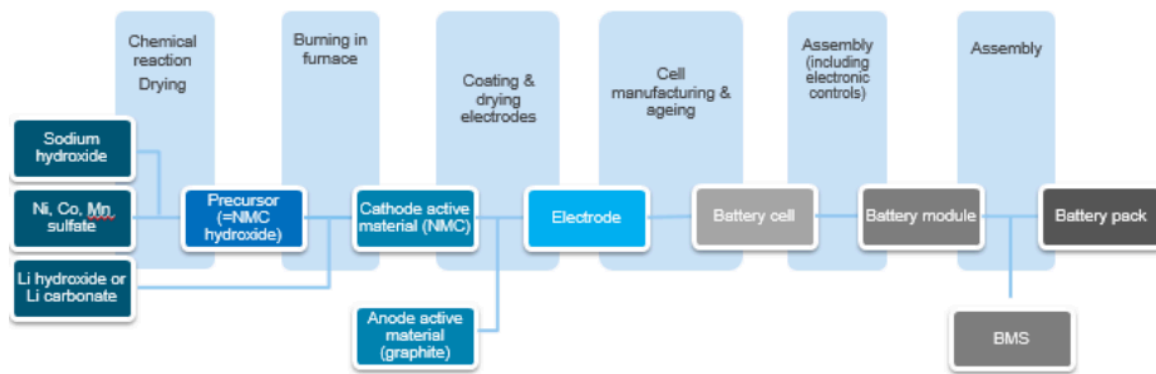 Chemical
reaction
Drying
Burning in
furnace
Coating &
drying
electrodes
Cell
manufacturing &
ageing
Assembly
(including
electronic
controls)
Assembly
Sodium
hydroxide
Ni, Co, Mn
sulfate
Li hydroxide or
Li carbonate
Precursor
(=NMC
hydroxide)
Cathode active
material (NMC)
Anode active
material
(graphite)
Electrode
Battery cell
Battery module
Battery pack
BMS